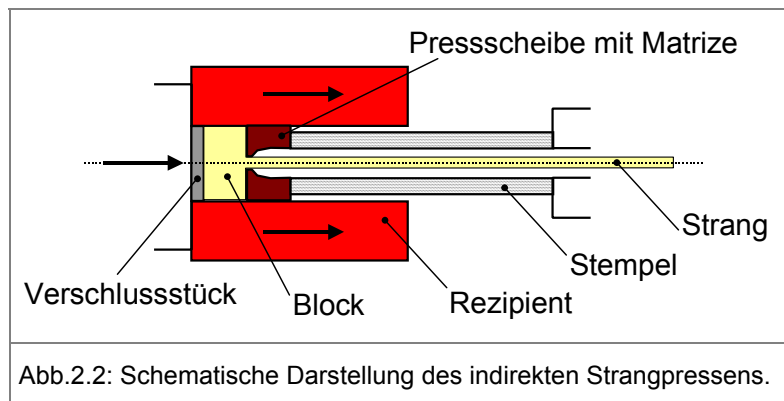 Pressscheibe mit Matrize
Strang
Stempel
Verschlussstück
Block
Rezipient
Abb.2.2: Schematische Darstellung des indirekten Strangpressens.